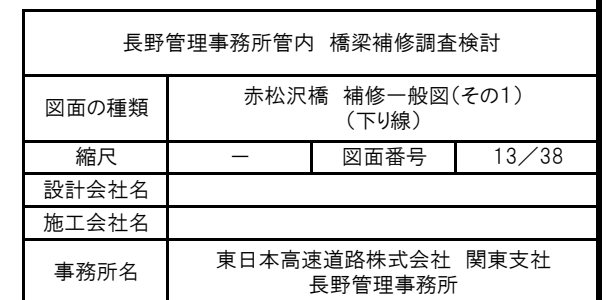 長野管理事務所管内 橋梁補修調査検討
図面の種類
赤松沢橋 補修一般図(その1)
(下り線)
縮尺 － 図面番号 13／38
設計会社名
施工会社名
事務所名
東日本高速道路株式会社 関東支社
長野管理事務所